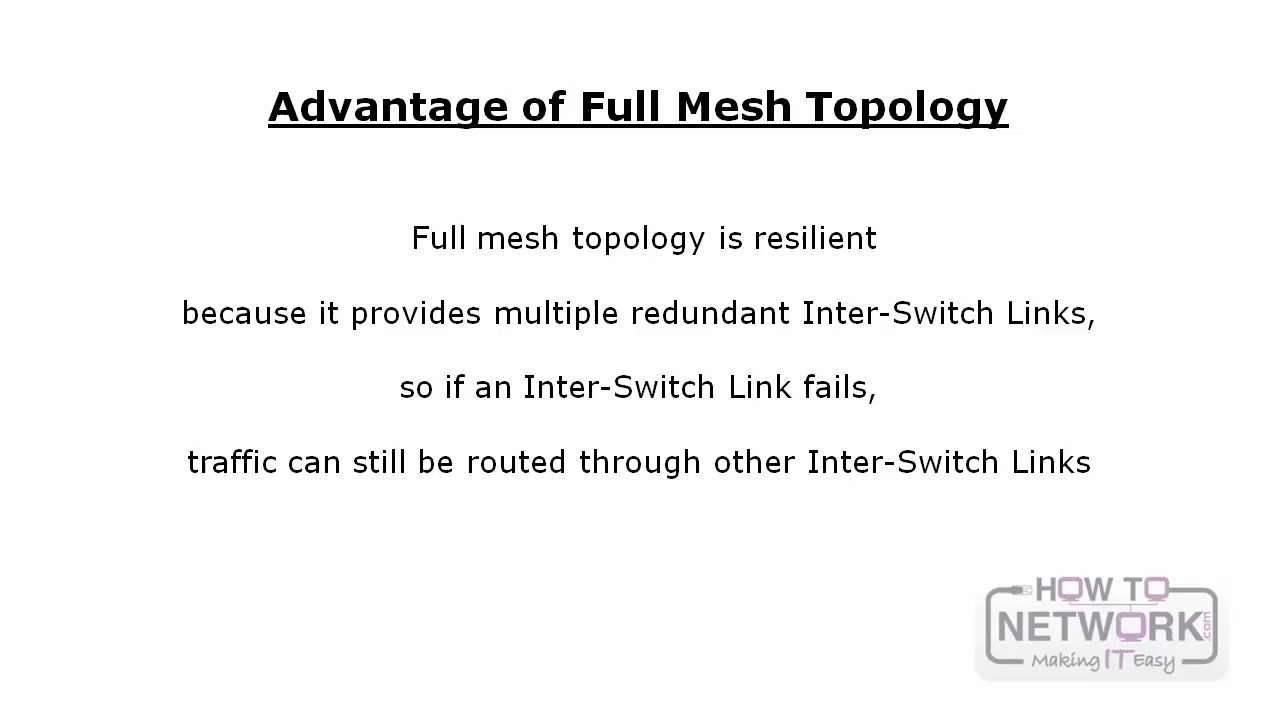 Advantage of Full Mesh Topology
Full mesh topology is resilient
because it provides multiple redundant Inter-Switch Links,
so if an Inter-Switch Link fails,
traffic can still be routed through other Inter-Switch Links
HOW TO
NETWORK.com
Making IT Easy